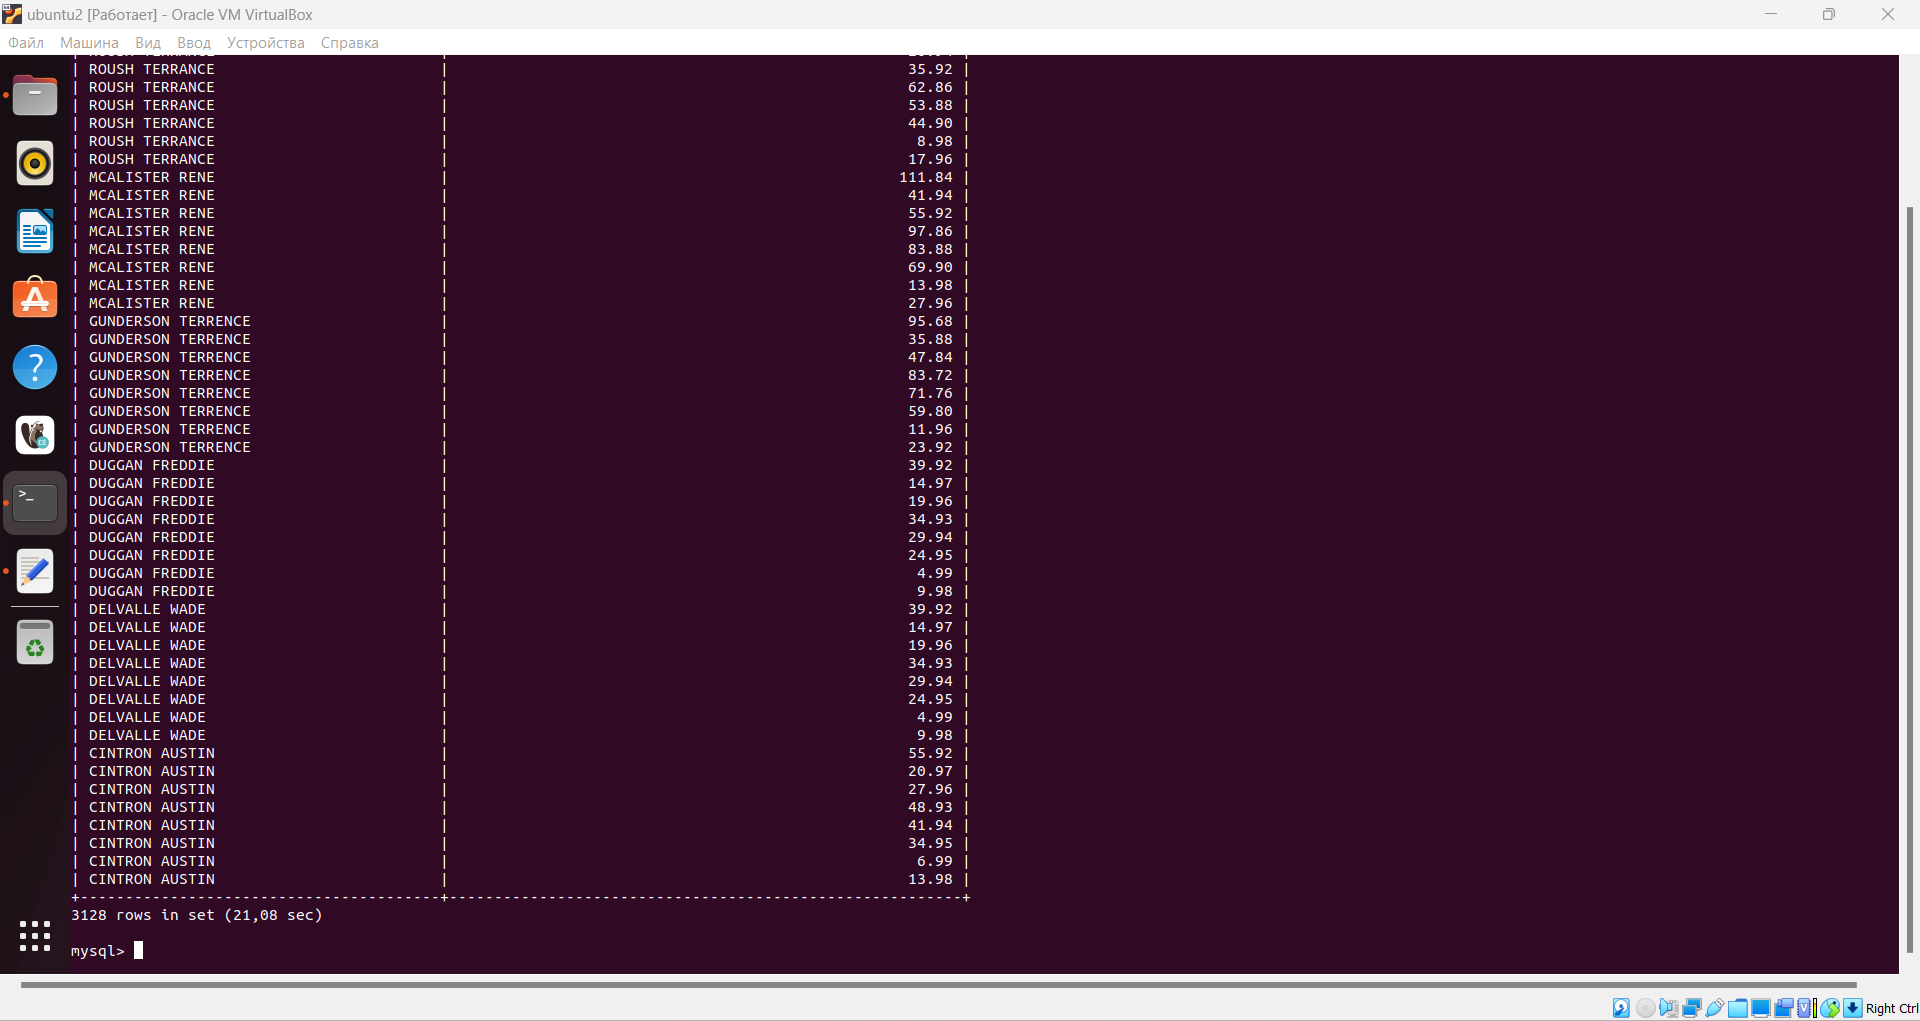 ubuntu2 [Работает] - Oracle VM VirtualBox
Файл Машина Вид Ввод Устройства Справка
| ROUSH TERRANCE | 35.92 |
| ROUSH TERRANCE | 62.86 |
| ROUSH TERRANCE | 53.88 |
| ROUSH TERRANCE | 44.90 |
| ROUSH TERRANCE | 8.98 |
| ROUSH TERRANCE | 17.96 |
| MCALISTER RENE | 111.84 |
| MCALISTER RENE | 41.94 |
| MCALISTER RENE | 55.92 |
| MCALISTER RENE | 97.86 |
| MCALISTER RENE | 83.88 |
| MCALISTER RENE | 69.90 |
| MCALISTER RENE | 13.98 |
| MCALISTER RENE | 27.96 |
| GUNDERSON TERRENCE | 95.68 |
| GUNDERSON TERRENCE | 35.88 |
| GUNDERSON TERRENCE | 47.84 |
| GUNDERSON TERRENCE | 83.72 |
| GUNDERSON TERRENCE | 71.76 |
| GUNDERSON TERRENCE | 59.80 |
| GUNDERSON TERRENCE | 11.96 |
| GUNDERSON TERRENCE | 23.92 |
| DUGGAN FREDDIE | 39.92 |
| DUGGAN FREDDIE | 14.97 |
| DUGGAN FREDDIE | 19.96 |
| DUGGAN FREDDIE | 34.93 |
| DUGGAN FREDDIE | 29.94 |
| DUGGAN FREDDIE | 24.95 |
| DUGGAN FREDDIE | 4.99 |
| DUGGAN FREDDIE | 9.98 |
| DELVALLE WADE | 39.92 |
| DELVALLE WADE | 14.97 |
| DELVALLE WADE | 19.96 |
| DELVALLE WADE | 34.93 |
| DELVALLE WADE | 29.94 |
| DELVALLE WADE | 24.95 |
| DELVALLE WADE | 4.99 |
| DELVALLE WADE | 9.98 |
| CINTRON AUSTIN | 55.92 |
| CINTRON AUSTIN | 20.97 |
| CINTRON AUSTIN | 27.96 |
| CINTRON AUSTIN | 48.93 |
| CINTRON AUSTIN | 41.94 |
| CINTRON AUSTIN | 34.95 |
| CINTRON AUSTIN | 6.99 |
| CINTRON AUSTIN | 13.98 |
3128 rows in set (21,08 sec)
mysql>
Right Ctrl